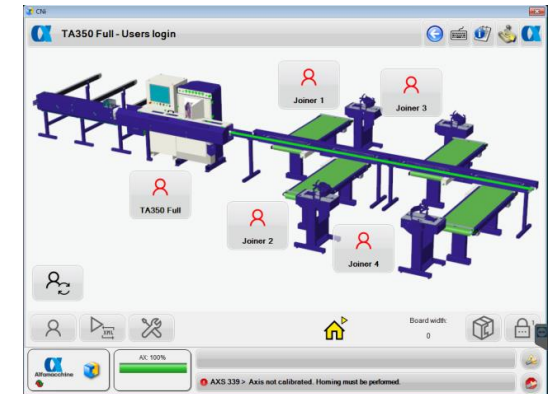 CNI
TA350 Full - Users login
Joiner 1
Joiner 3
TA350 Full
Joiner 2
Joiner 4
XML
Board width:
0
AX: 100%
Alfamacchine
AXS 339 > Axis not calibrated. Homing must be performed.